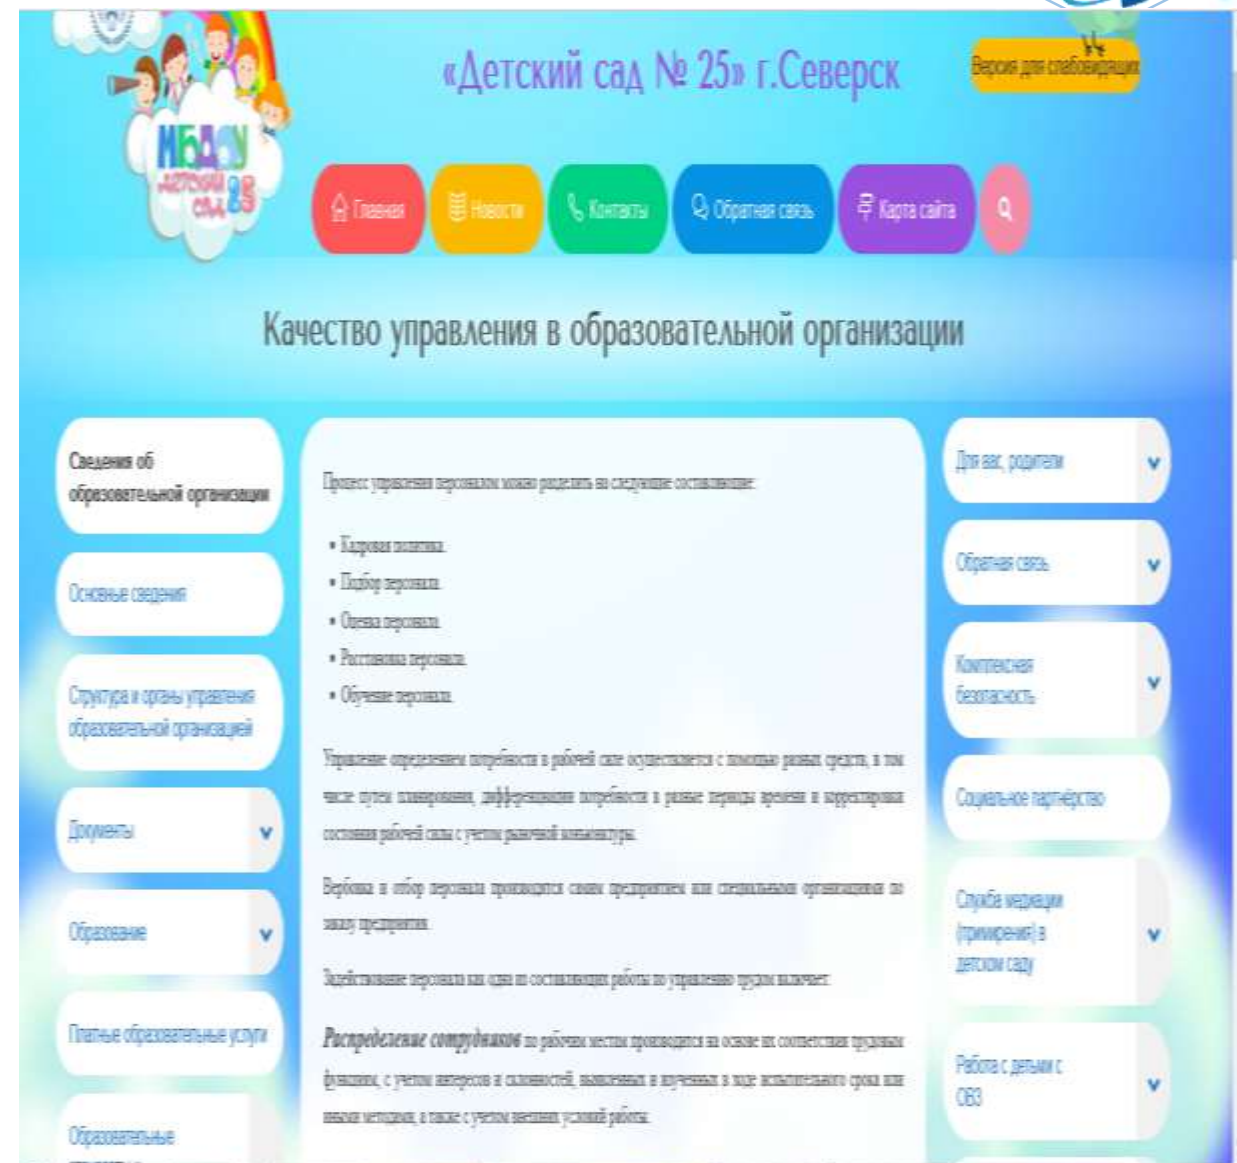 «Детский сад № 25» г.Северск
Версия для слабовидящих
МБДОУ
ДЕТСКИЙ
САД 25
Главная
Новости
Контакты
Обратная связь
Карта сайта
Качество управления в образовательной организации
Сведения об
образовательной организации
Основные сведения
Структура и органы управления
образовательной организацией
Документы
Образование
Платные образовательные услуги
Образовательные
Процесс управления персоналом можно разделить на следующие составляющие:
• Кадровая политика.
• Подбор персонала.
• Оценка персонала.
• Расстановка персонала.
• Обучение персонала.
Управление определением потребности в рабочей силе осуществляется с помощью разных средств, в том
числе путем планирования, дифференциации потребности в разные периоды времени и корректировки
состояния рабочей силы с учетом рыночной конъюнктуры.
Вербовка и отбор персонала производится самим предприятием или специальными организациями по
заказу предприятия.
Задействование персонала как одна из составляющих работы по управлению трудом включает:
Распределение сотрудников по рабочим местам производится на основе их соответствия трудовым
функциям, с учетом интересов и склонностей, выявленных и изученных в ходе испытательного срока или
иными методами, а также с учетом внешних условий работы.
Для вас, родители
Обратная связь
Комплексная
безопасность
Социальное партнёрство
Служба медиации
(примирения) в
детском саду
Работа с детьми с
ОВЗ